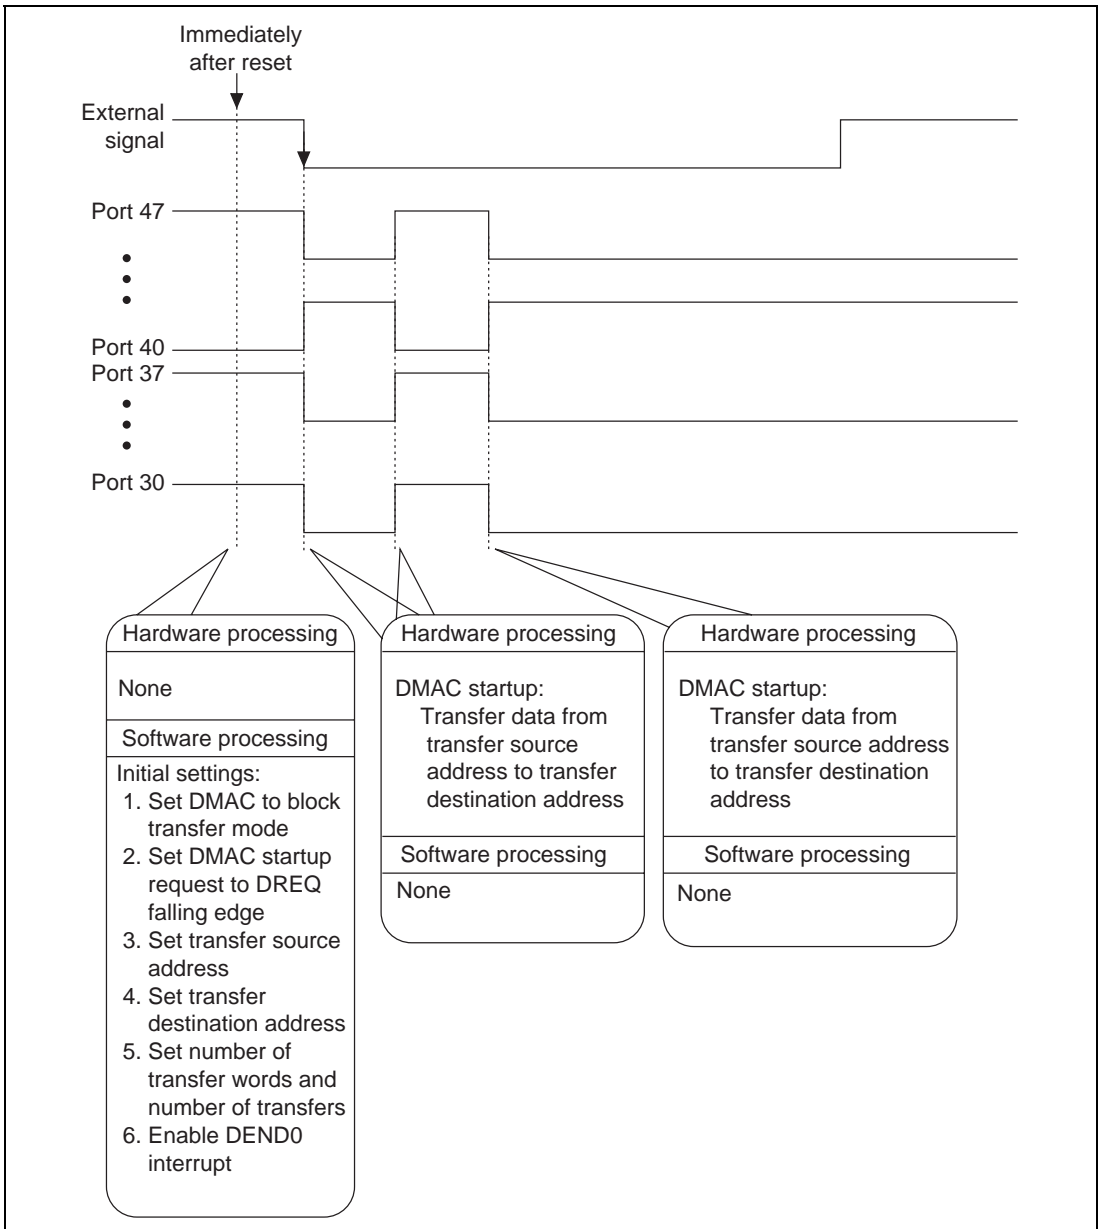 Immediately
after reset
External
signal
Port 47
Port 40
Port 37
Port 30
Hardware processing
None
Software processing
Initial settings:
1. Set DMAC to block
transfer mode
2. Set DMAC startup
request to DREQ
falling edge
3. Set transfer source
address
4. Set transfer
destination address
5. Set number of
transfer words and
number of transfers
6. Enable DEND0
interrupt
Hardware processing
DMAC startup:
Transfer data from
transfer source
address to transfer
destination address
Software processing
None
Hardware processing
DMAC startup:
Transfer data from
transfer source address
to transfer destination
address
Software processing
None